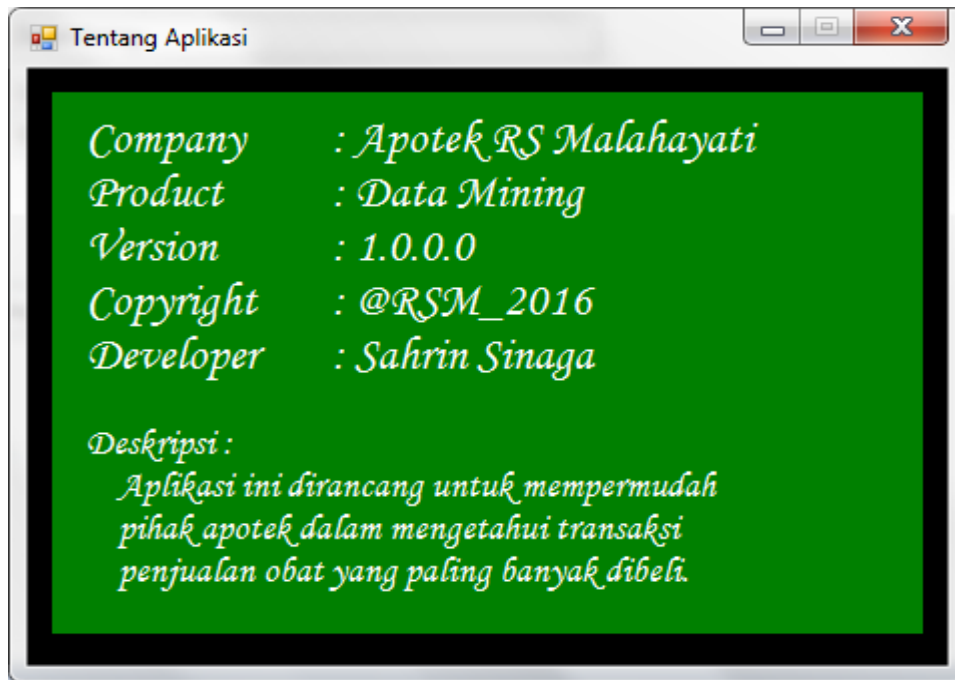 Tentang Aplikasi
Company : Apotek RS Malahayati
Product : Data Mining
Version : 1.0.0.0
Copyright : @RSM_2016
Developer : Sahrin Sinaga
Deskripsi :
Aplikasi ini dirancang untuk mempermudah
pihak apotek dalam mengetahui transaksi
penjualan obat yang paling banyak dibeli.